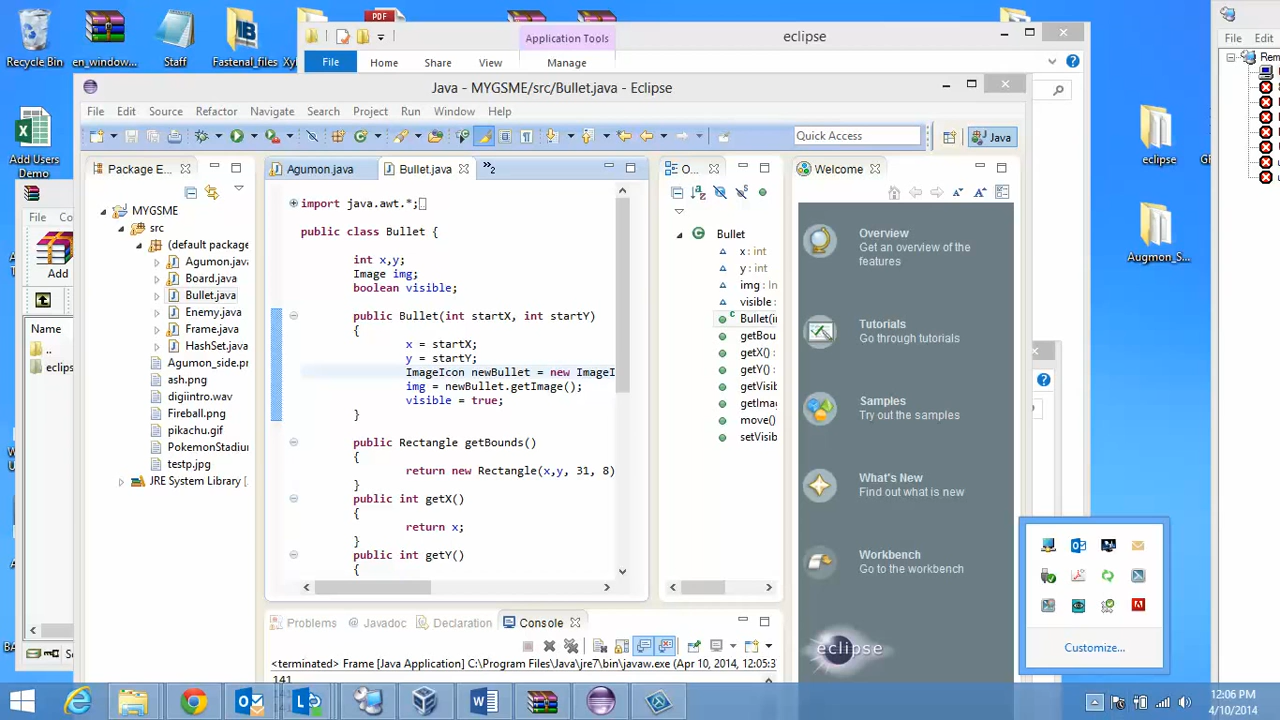 Recycle Bin
en_window...
Staff
Fastenal_files
PDF
Application Tools
eclipse
File
Home
Share
View
Manage
Java - MYGSME/src/Bullet.java - Eclipse
File Edit Source Refactor Navigate Search Project Run Window Help
Quick Access
Java
Package E...
Agumon.java
Bullet.java
»2
O...
Welcome
MYGSME
src
(default package
Agumon.java
Board.java
Bullet.java
Enemy.java
Frame.java
HashSet.java
Agumon_side.pn
ash.png
digiintro.wav
Fireball.png
pikachu.gif
PokemonStadiu
testp.jpg
JRE System Library [
import java.awt.*;
public class Bullet {
int x,y;
Image img;
boolean visible;
public Bullet(int startX, int startY)
{
x = startX;
y = startY;
ImageIcon newBullet = new ImageI
img = newBullet.getImage();
visible = true;
}
public Rectangle getBounds()
{
return new Rectangle(x,y, 31, 8)
}
public int getX()
{
return x;
}
public int getY()
{
Bullet
x : int
y : int
img : In
visible :
Bullet(in
getBou
getX() :
getY() :
getVisib
getImag
move()
setVisib
Overview
Get an overview of the
features
Tutorials
Go through tutorials
Samples
Try out the samples
What's New
Find out what is new
Workbench
Go to the workbench
eclipse
Problems
Javadoc
Declaration
Console
<terminated> Frame [Java Application] C:\Program Files\Java\jre7\bin\javaw.exe (Apr 10, 2014, 12:05:3
141
Add Users
Demo
File Co
Add
Name
..
eclips
eclipse
Augmon_S...
File Edit
Rem
Customize...
12:06 PM
4/10/2014